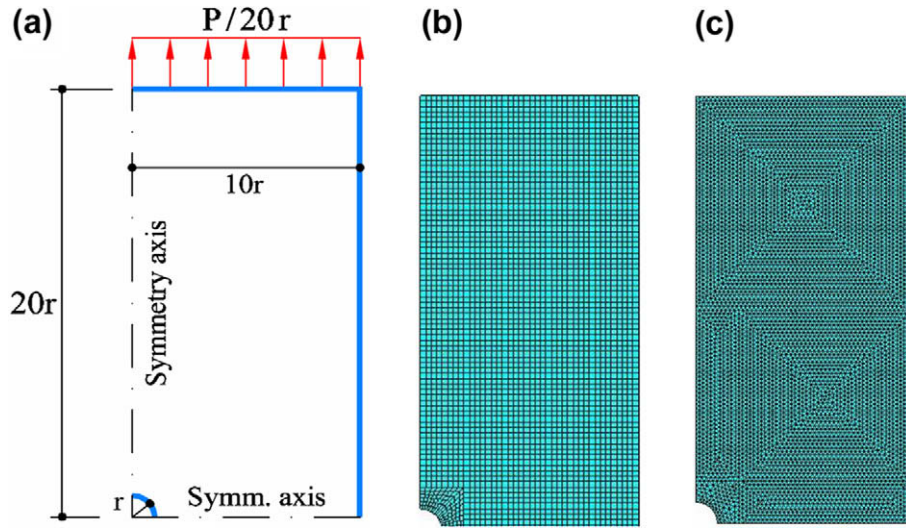 (a)
P/20r
10r
20r
Symmetry axis
r
Symm. axis
(b)
(c)